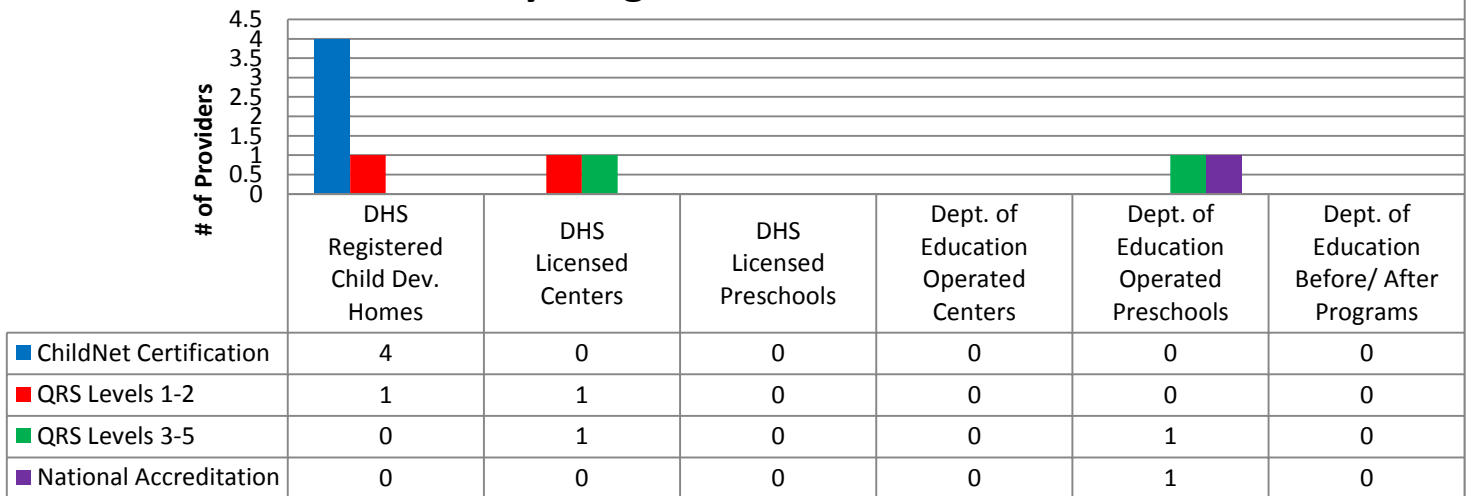 4.5
4
3.5
3
2.5
2
1.5
1
0.5
0
# of Providers
DHS
Registered
Child Dev.
Homes
DHS
Licensed
Centers
DHS
Licensed
Preschools
Dept. of
Education
Operated
Centers
Dept. of
Education
Operated
Preschools
Dept. of
Education
Before/ After
Programs
ChildNet Certification 4 0 0 0 0 0
QRS Levels 1-2 1 1 0 0 0 0
QRS Levels 3-5 0 1 0 0 1 0
National Accreditation 0 0 0 0 1 0